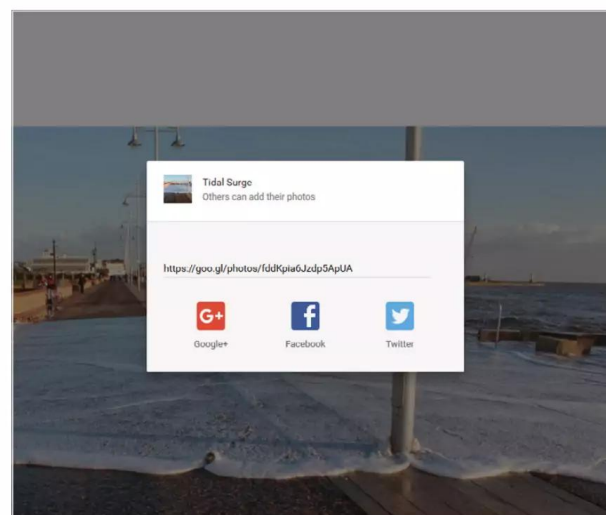 Tidal Surge
Others can add their photos
https://goo.gl/photos/fddKpia6Jzdp5ApUA
G+
Google+
Facebook
Twitter